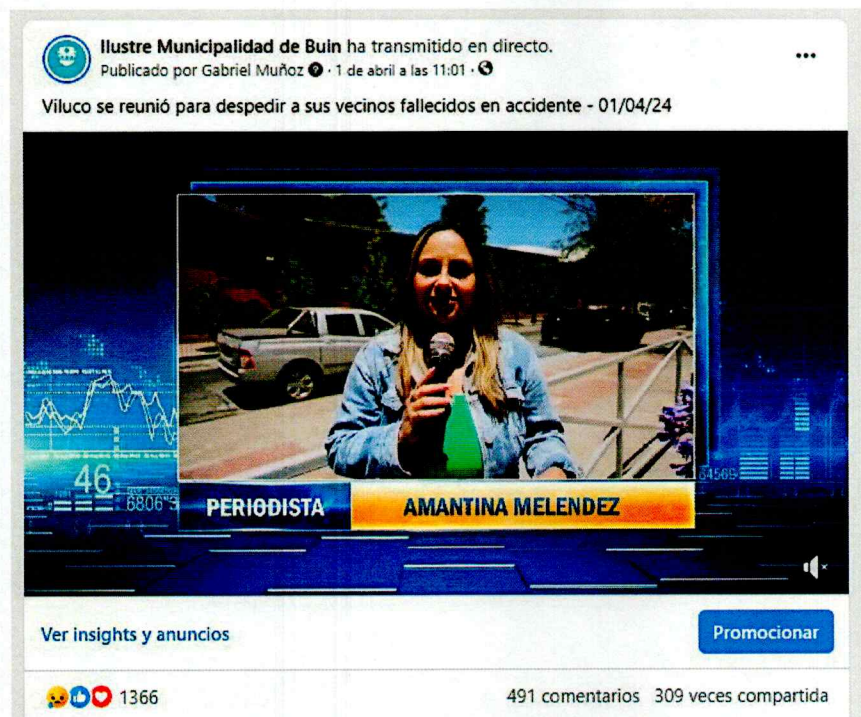 Ilustre Municipalidad de Buin ha transmitido en directo.
Publicado por Gabriel Muñoz · 1 de abril a las 11:01 ·
Viluco se reunió para despedir a sus vecinos fallecidos en accidente - 01/04/24
46
6806
64569
PERIODISTA
AMANTINA MELENDEZ
Ver insights y anuncios
Promocionar
1366
491 comentarios 309 veces compartida